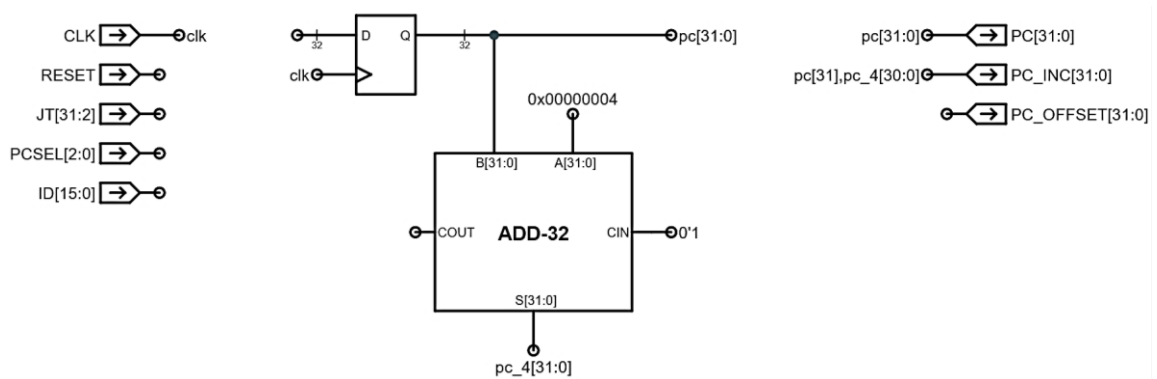 CLK
clk
RESET
JT[31:2]
PCSEL[2:0]
ID[15:0]
32
D
Q
32
clk
pc[31:0]
0x00000004
B[31:0]
A[31:0]
COUT
ADD-32
CIN
0'1
S[31:0]
pc_4[31:0]
pc[31:0]
PC[31:0]
pc[31],pc_4[30:0]
PC_INC[31:0]
PC_OFFSET[31:0]